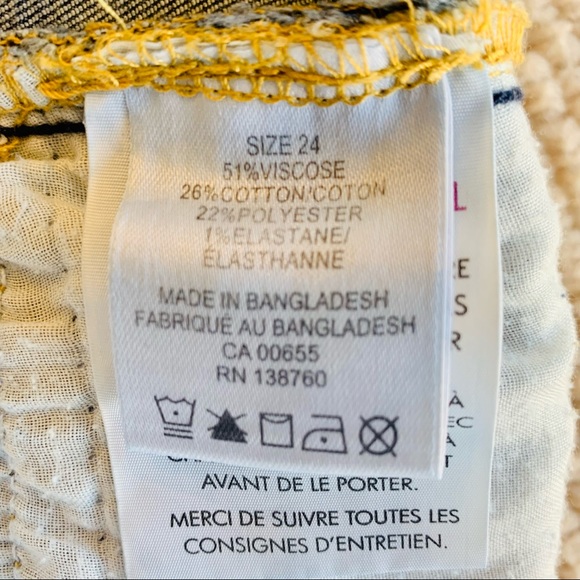 SIZE 24
51%VISCOSE
26%COTTON/COTON
22%POLYESTER
1%ELASTANE/
ÉLASTHANNE
MADE IN BANGLADESH
FABRIQUÉ AU BANGLADESH
CA 00655
RN 138760
AVANT DE LE PORTER.
MERCI DE SUIVRE TOUTES LES
CONSIGNES D'ENTRETIEN.